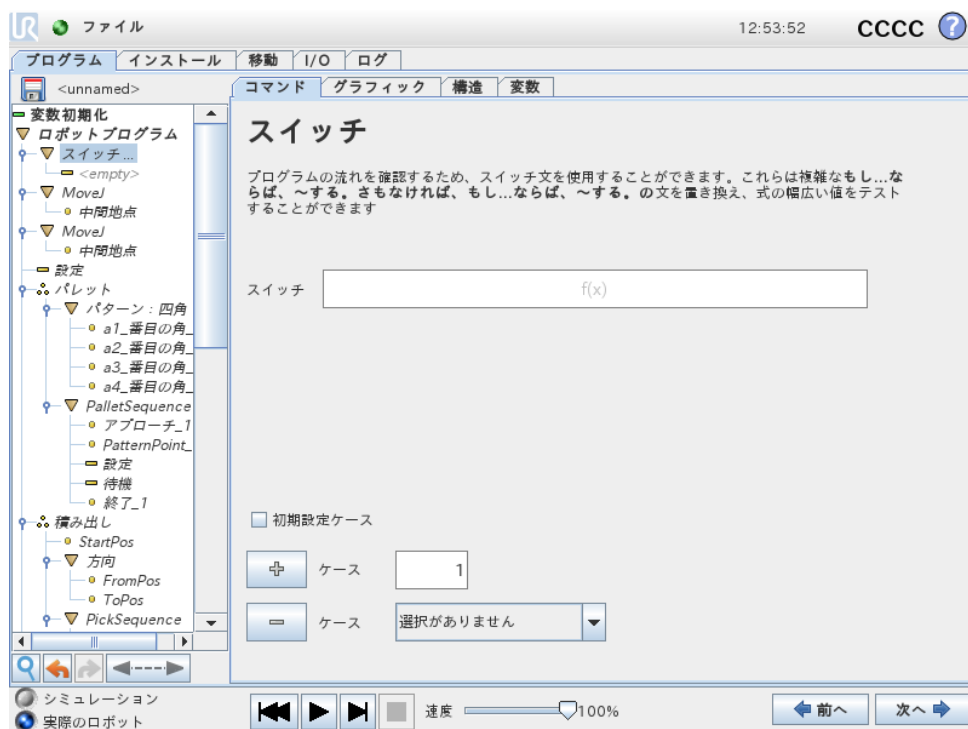 UR ファイル 12:53:52 CCCC ?
プログラム インストール 移動 I/O ログ
<unnamed>
コマンド グラフィック 構造 変数
変数初期化
ロボットプログラム
スイッチ...
<empty>
MoveJ
中間地点
MoveJ
中間地点
設定
パレット
パターン：四角
a1_番目の角_
a2_番目の角_
a3_番目の角_
a4_番目の角_
PalletSequence
アプローチ_1
PatternPoint_
設定
待機
終了_1
積み出し
StartPos
方向
FromPos
ToPos
PickSequence
スイッチ
プログラムの流れを確認するため、スイッチ文を使用することができます。これらは複雑なもし...な
らば、〜する。さもなければ、もし...ならば、〜する。の文を置き換え、式の幅広い値をテスト
することができます
スイッチ f(x)
初期設定ケース
ケース 1
ケース 選択がありません
シミュレーション
実際のロボット
速度 100%
前へ 次へ